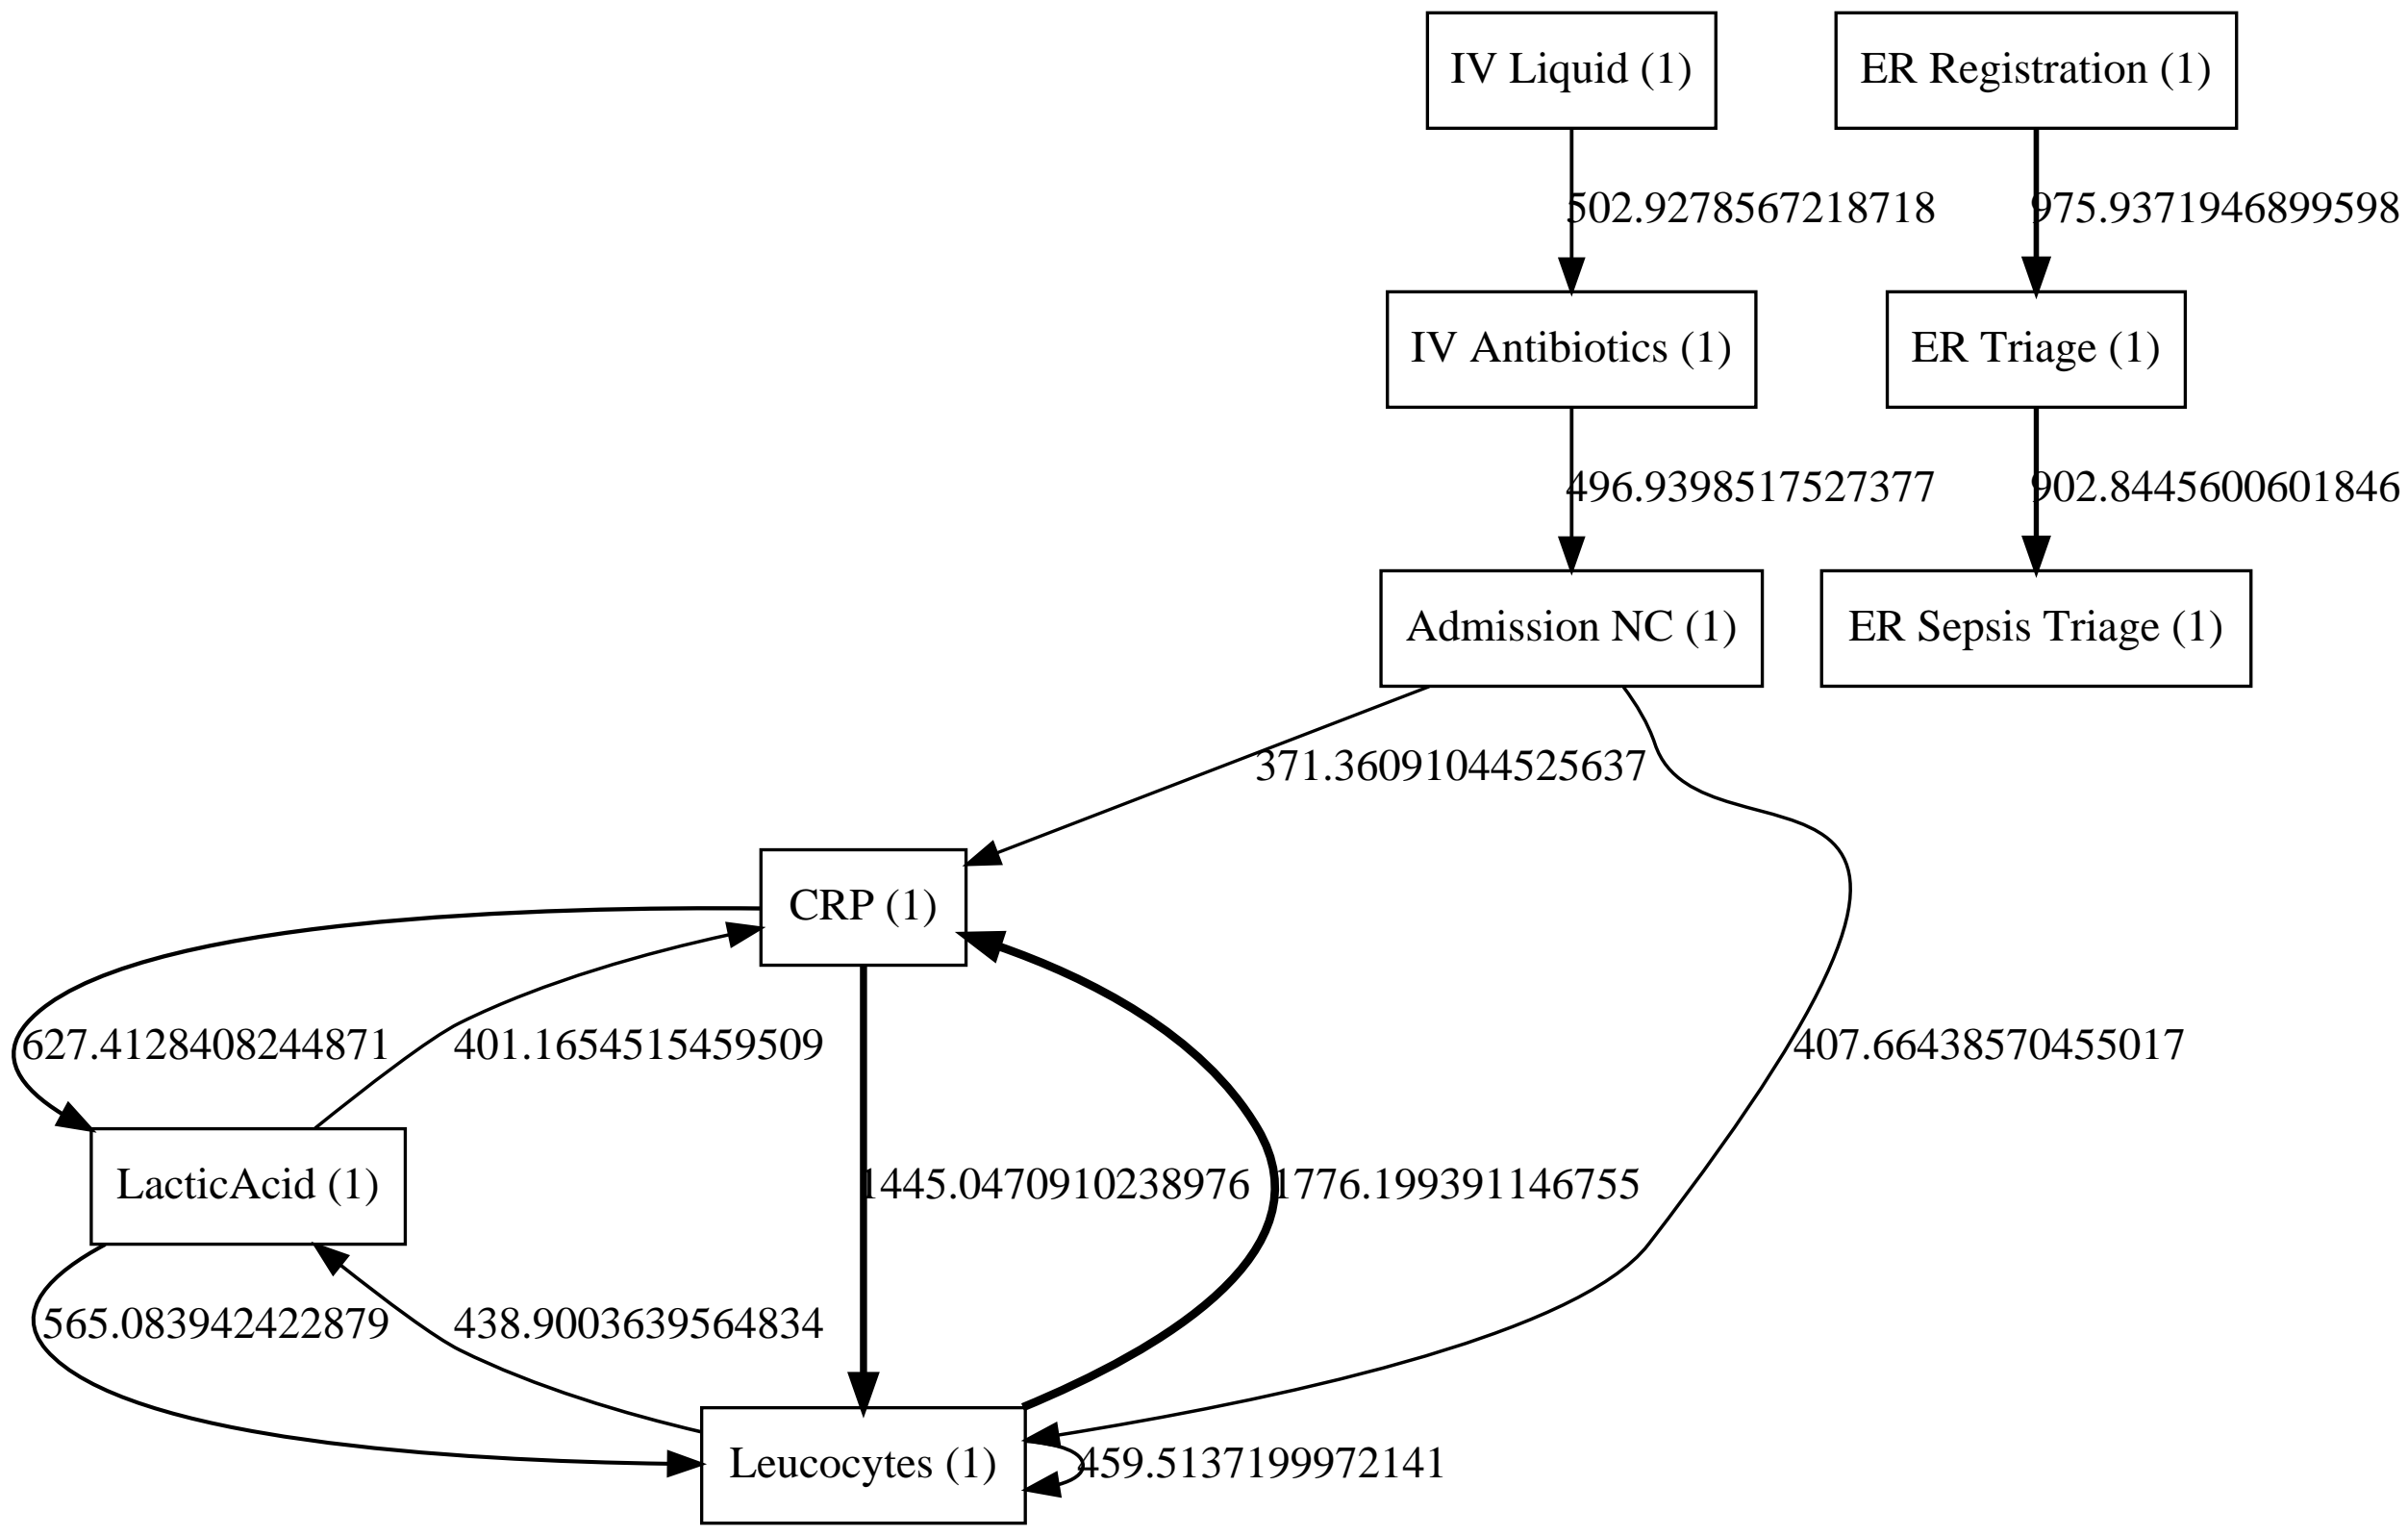 IV Liquid (1)
ER Registration (1)
502.9278567218718
975.9371946899598
IV Antibiotics (1)
ER Triage (1)
496.9398517527377
902.8445600601846
Admission NC (1)
ER Sepsis Triage (1)
371.36091044525637
CRP (1)
627.4128408244871
401.1654515459509
407.66438570455017
LacticAcid (1)
1445.0470910238976
1776.199391146755
565.083942422879
438.9003639564834
Leucocytes (1)
459.5137199972141